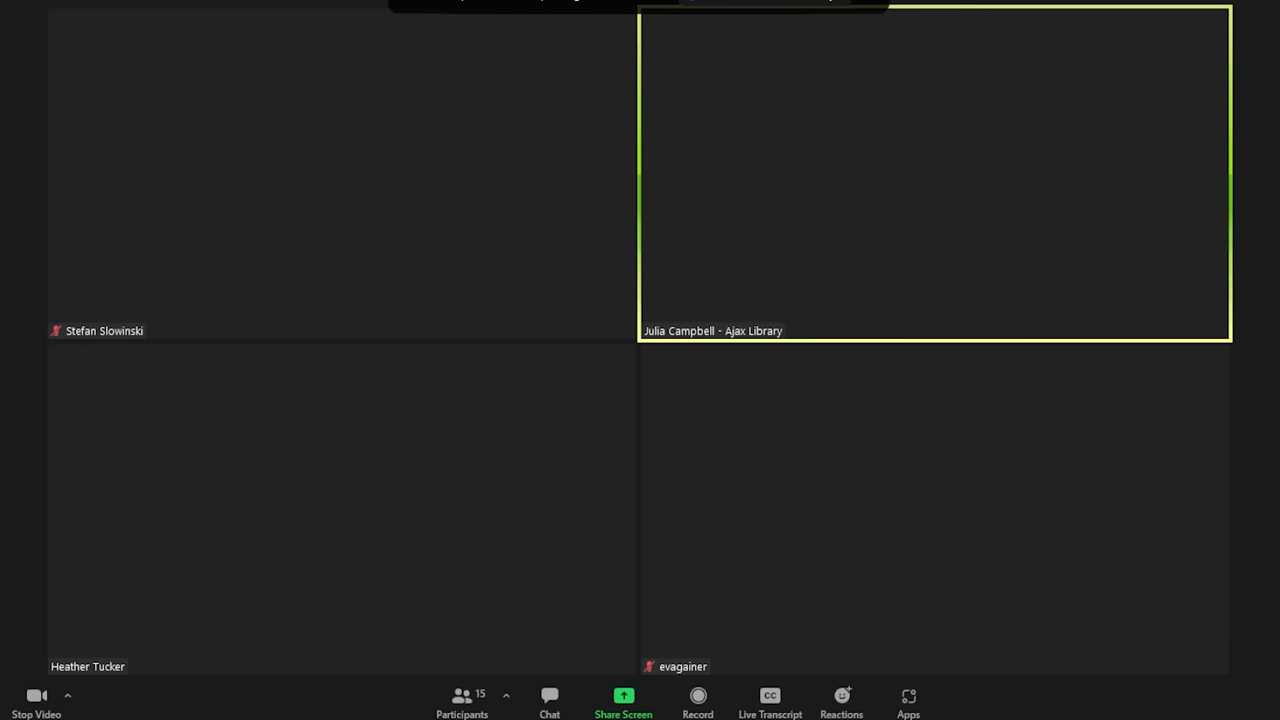 Stefan Slowinski
Julia Campbell - Ajax Library
Heather Tucker
evagainer
15
CC
Stop Video
Participants
Chat
Share Screen
Record
Live Transcript
Reactions
Apps